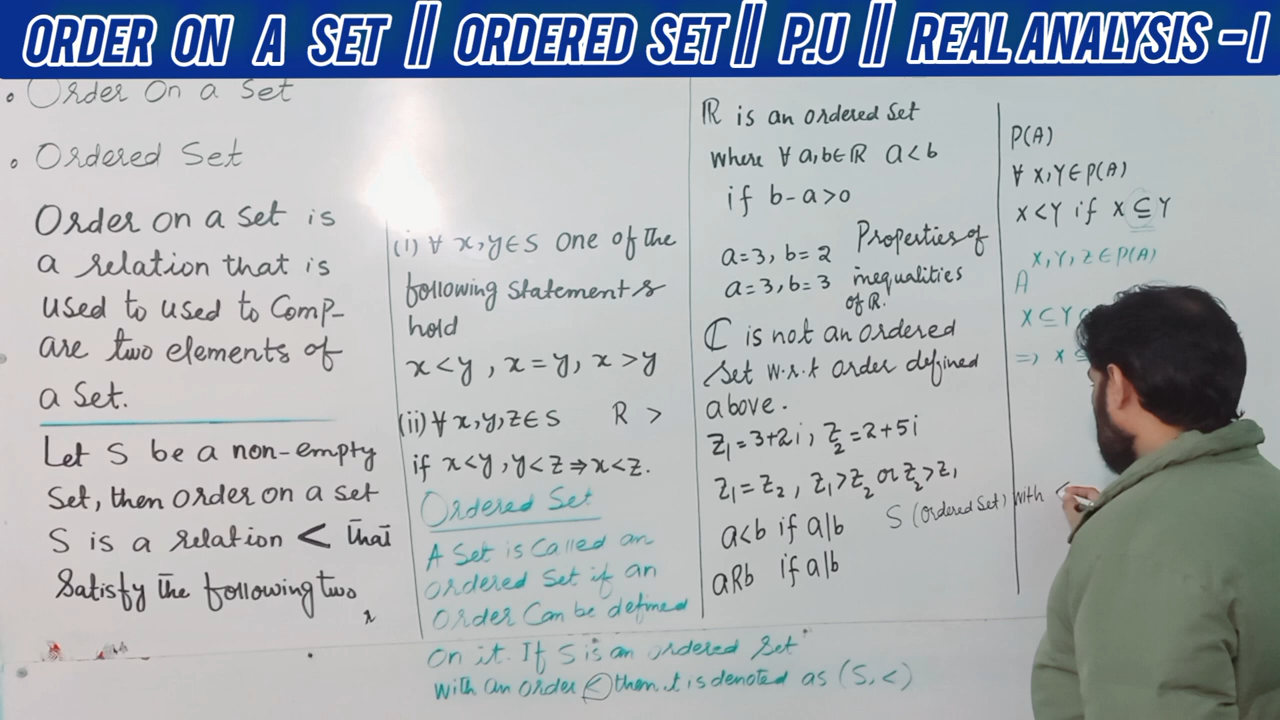 ORDER ON A SET || ORDERED SET || P.U || REAL ANALYSIS - I
• Order On a Set
• Ordered Set
Order on a set is
a relation that is
used to used to Comp-
are two elements of
a Set.
Let S be a non-empty
Set, then order on a set
S is a relation < that
Satisfy the following two
(i) ∀ x,y∈S one of the
following statements
hold
x<y, x=y, x>y
(ii) ∀ x,y,z∈S R >
if x<y, y<z ⇒ x<z.
Ordered Set
A Set is Called an
ordered Set if an
order Can be defined
on it. If S is an ordered Set
with an order < then it is denoted as (S, <)
ℝ is an ordered Set
Where ∀ a,b∈ℝ a<b
if b-a>0
a=3, b=2 Properties of
a=3, b=3 inequalities
of R.
ℂ is not an ordered
Set w.r.t order defined
above.
Z₁=3+2i, Z₂=2+5i
Z₁=Z₂, Z₁>Z₂ or Z₂>Z₁
a<b if a|b
S (ordered Set) with <
aRb if a|b
P(A)
∀ X,Y∈P(A)
X<Y if X⊆Y
X,Y,Z∈P(A)
A
X⊆Y
⇒ X